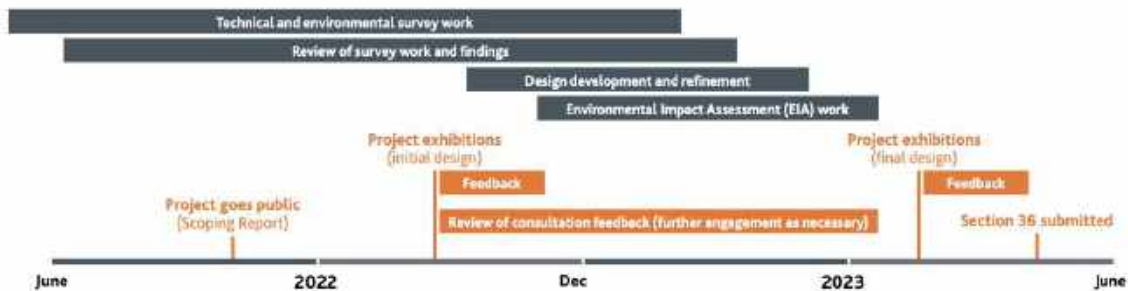 Technical and environmental survey work
Review of survey work and findings
Design development and refinement
Environmental Impact Assessment (EIA) work
Project exhibitions
(initial design)
Project exhibitions
(final design)
Feedback
Feedback
Project goes public
(Scoping Report)
Review of consultation feedback (further engagement as necessary)
Section 36 submitted
June
2022
Dec
2023
June